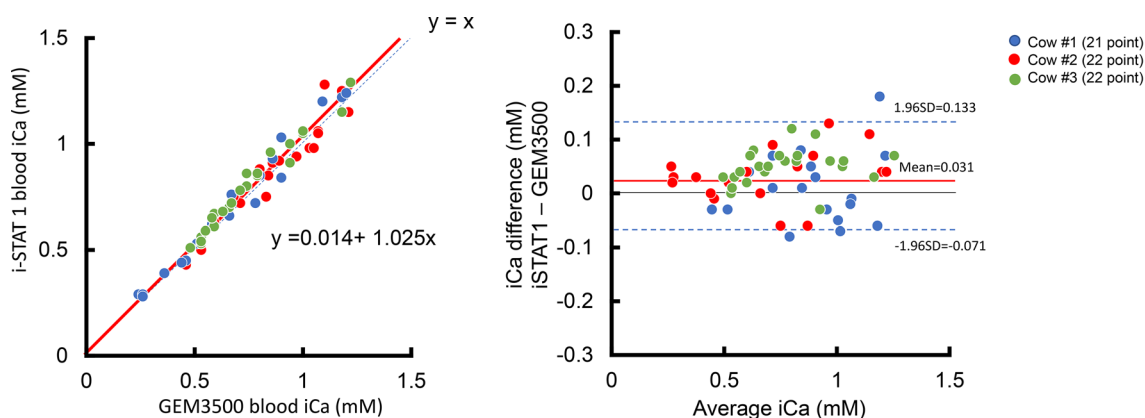 y = x
1.5
1
0.5
0
i-STAT 1 blood iCa (mM)
y =0.014+ 1.025x
0
0.5
1
1.5
GEM3500 blood iCa (mM)
0.3
0.2
0.1
0
-0.1
-0.2
-0.3
iCa difference (mM)
iSTAT1 – GEM3500
1.96SD=0.133
Mean=0.031
-1.96SD=-0.071
0
0.5
1
1.5
Average iCa (mM)
Cow #1 (21 point)
Cow #2 (22 point)
Cow #3 (22 point)